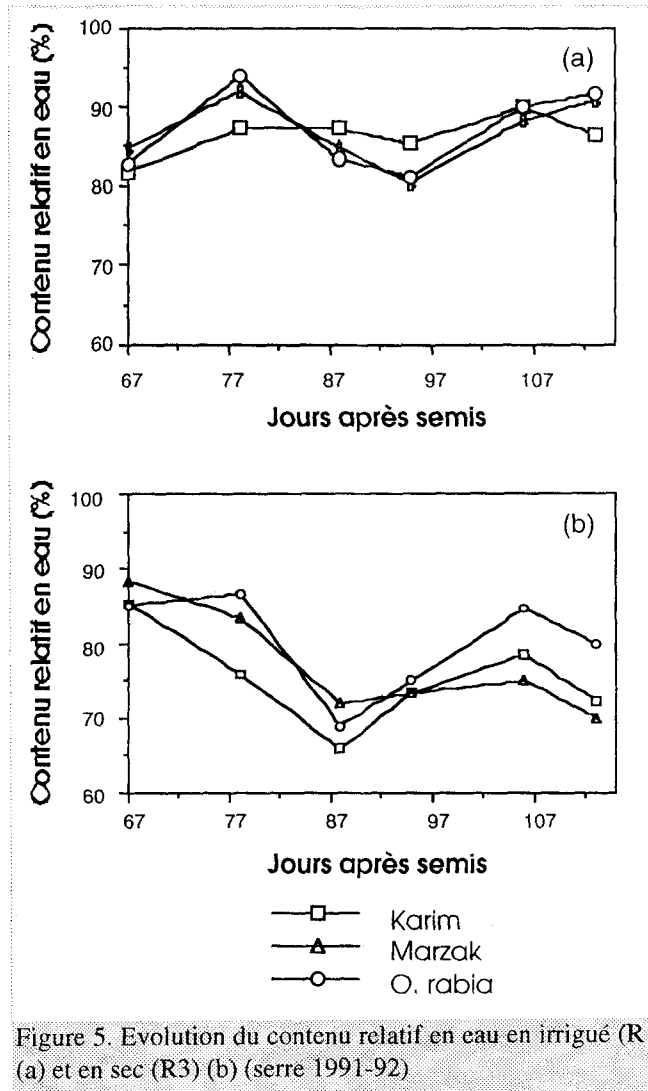 100
(a)
90
80
70
60
Contenu relatif en eau (%)
67 77 87 97 107
Jours après semis
100
(b)
90
80
70
60
Contenu relatif en eau (%)
67 77 87 97 107
Jours après semis
Karim
Marzak
O. rabia
Figure 5. Evolution du contenu relatif en eau en irrigué (R
(a) et en sec (R3) (b) (serre 1991-92)